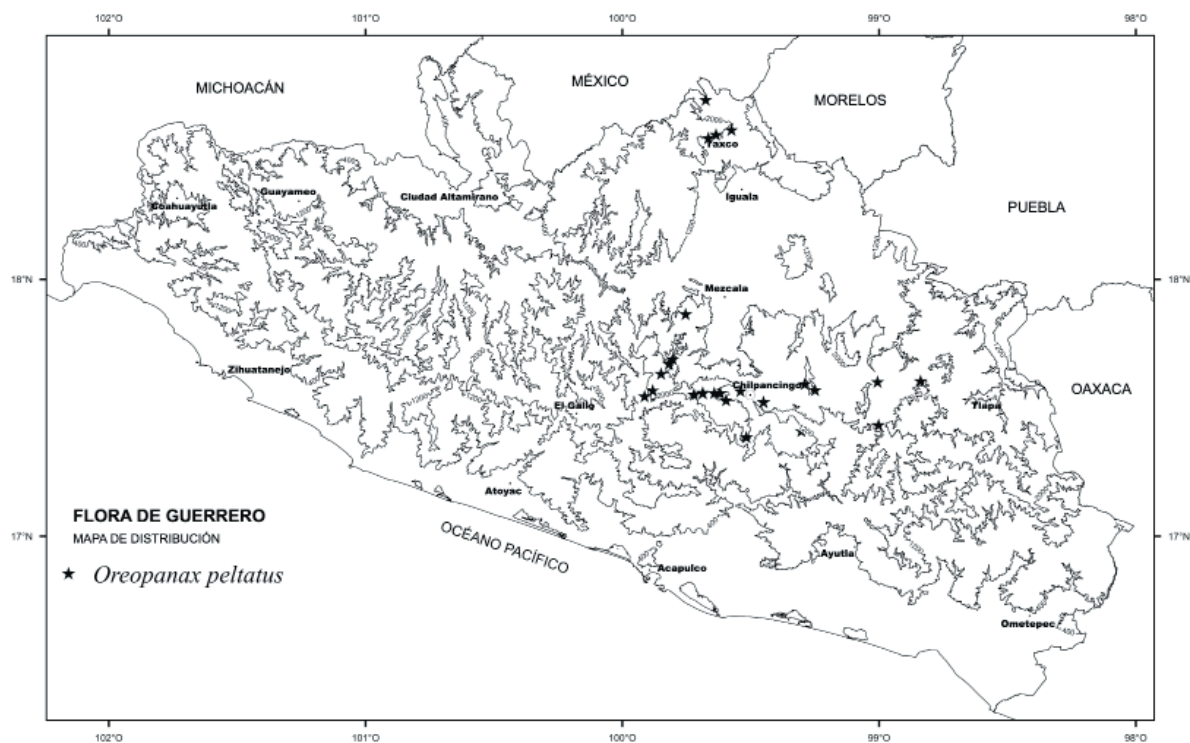 102°O 101°O 100°O 99°O 98°O
MICHOACÁN
MÉXICO
MORELOS
Taxco
Guayameo
Ciudad Altamirano
Iguala
Coahuayutla
PUEBLA
18°N 18°N
Mezcala
Zihuatanejo
Chilpancingo
OAXACA
El Gallo
Tlapa
Atoyac
FLORA DE GUERRERO
MAPA DE DISTRIBUCIÓN
OCÉANO PACÍFICO
17°N 17°N
Ayutla
Acapulco
★ Oreopanax peltatus
Ometepec
102°O 101°O 100°O 99°O 98°O